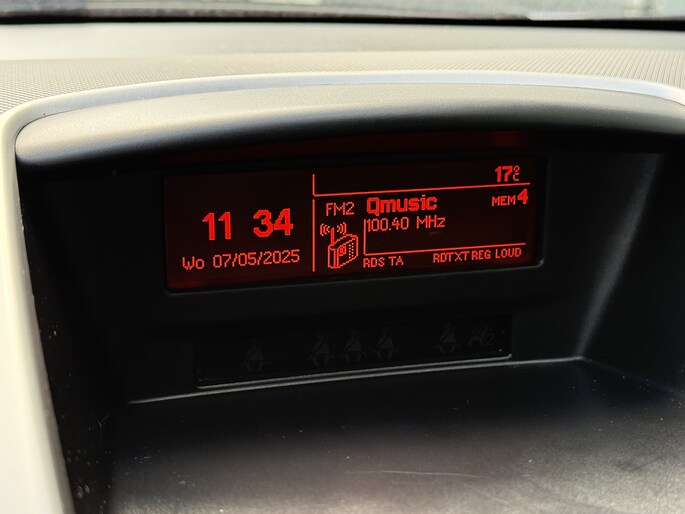 17°C
11 34
FM2 Qmusic MEM4
100.40 MHz
Wo 07/05/2025
RDS TA RDTXT REG LOUD